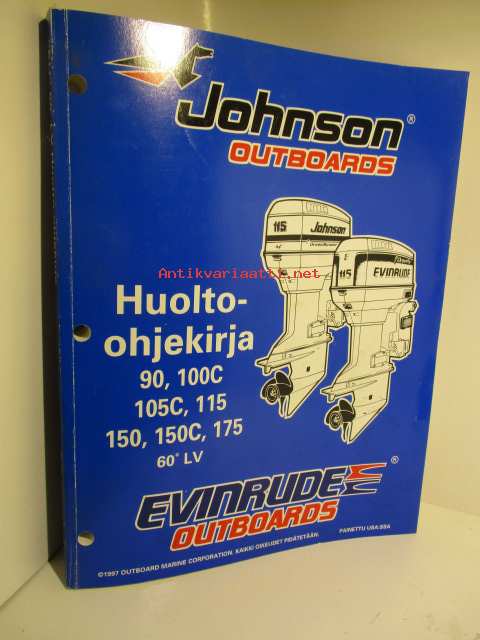 Johnson®
OUTBOARDS
115 Johnson
115 EVINRUDE
Antikvariaatti.net
Huolto-
ohjekirja
90, 100C
105C, 115
150, 150C, 175
60° LV
EVINRUDE®
OUTBOARDS
©1997 OUTBOARD MARINE CORPORATION. KAIKKI OIKEUDET PIDÄTETÄÄN.
PAINETTU USA:SSA